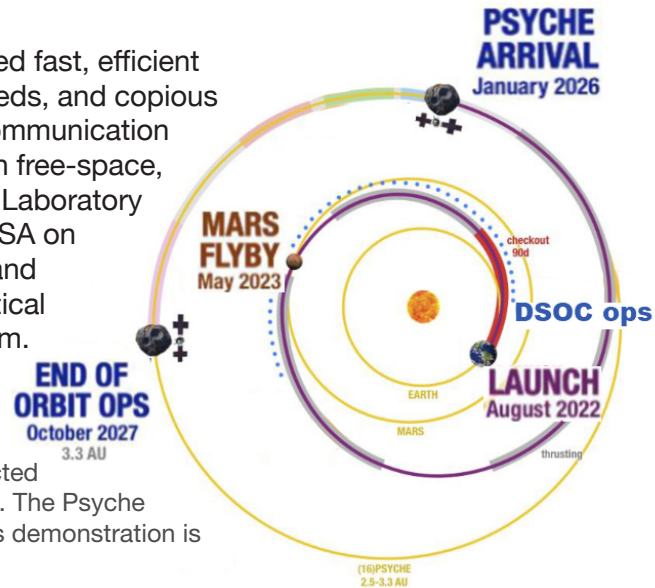 ed fast, efficient
eds, and copious
ommunication
n free-space,
Laboratory
SA on
and
tical
m.
cted
. The Psyche
s demonstration is
PSYCHE
ARRIVAL
January 2026
MARS
FLYBY
May 2023
checkout
90d
DSOC ops
LAUNCH
August 2022
EARTH
MARS
thrusting
END OF
ORBIT OPS
October 2027
3.3 AU
(16)PSYCHE
2.5-3.3 AU